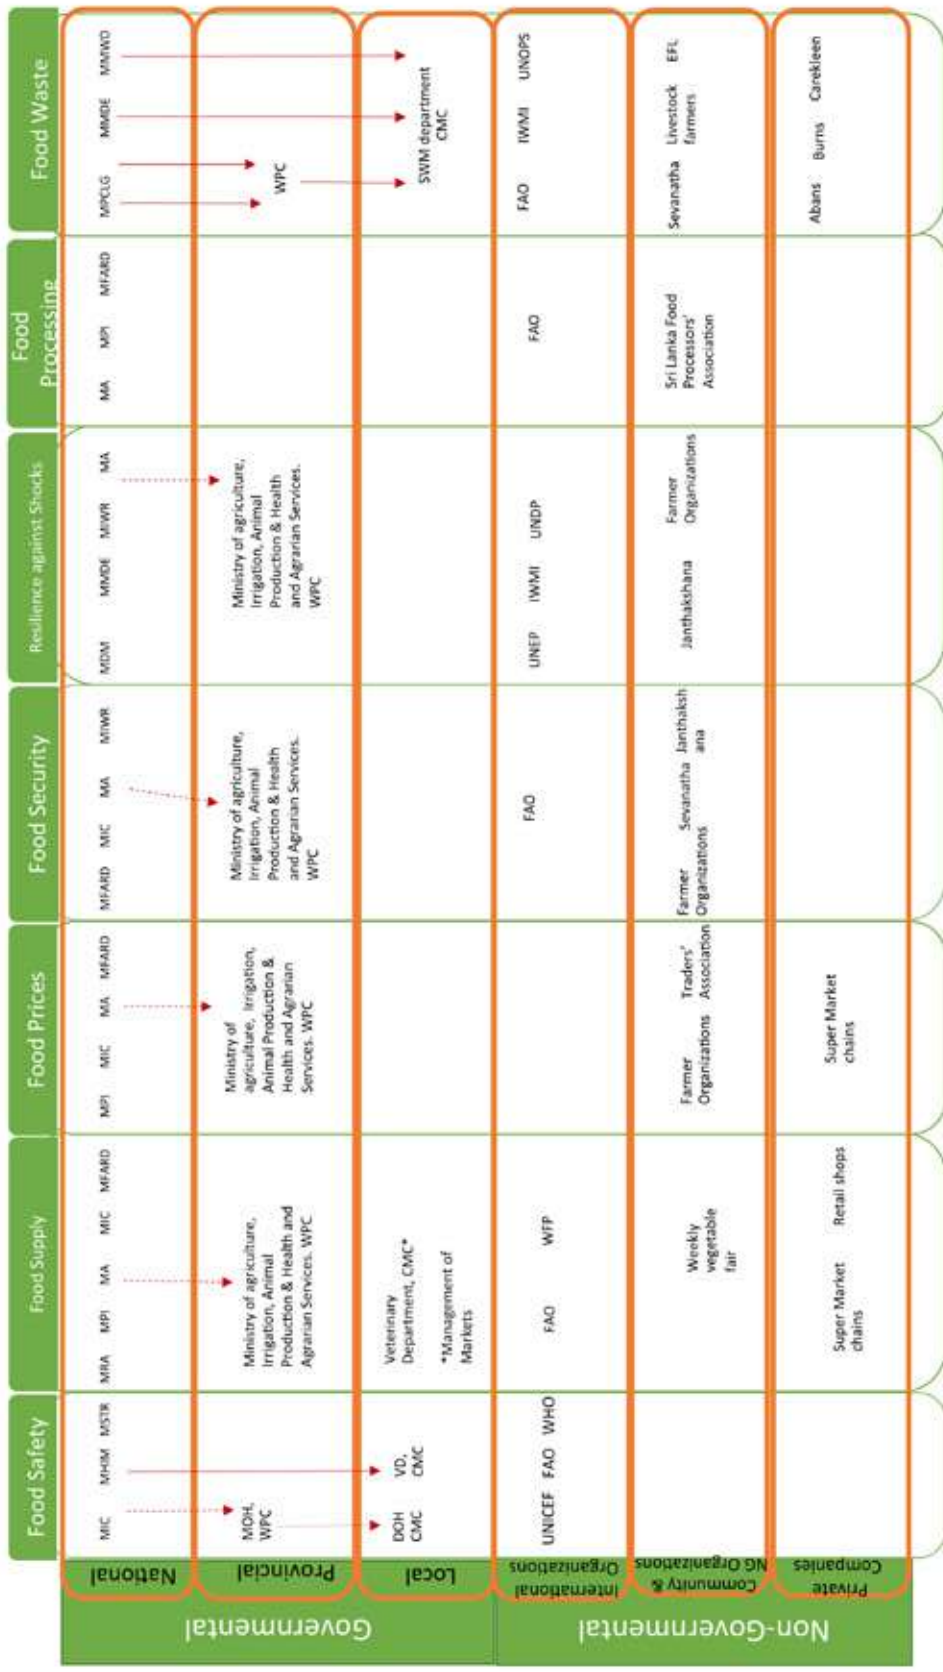 Food Safety
Food Supply
Food Prices
Food Security
Resilience against Shocks
Food
Processing
Food Waste
Governmental
National
MIC MHIM MSTR
MRA MPI MA MIC MFARD
MPI MIC MA MFARD
MFARD MIC MA MIWR
MDM MMDE MIWR MA
MA MPI MFARD
MPCLG MMDE MMWD
Provincial
MOH,
WPC
Ministry of agriculture,
Irrigation, Animal
Production & Health and
Agrarian Services. WPC
Ministry of
agriculture, Irrigation,
Animal Production &
Health and Agrarian
Services. WPC
Ministry of agriculture,
Irrigation, Animal
Production & Health
and Agrarian Services.
WPC
Ministry of agriculture,
Irrigation, Animal
Production & Health
and Agrarian Services.
WPC
WPC
Local
DOH
CMC
VD,
CMC
Veterinary
Department, CMC*
*Management of
Markets
SWM department
CMC
Non-Governmental
International
Organizations
UNICEF FAO WHO
FAO WFP
FAO
UNEP IWMI UNDP
FAO
FAO IWMI UNOPS
Community &
NG Organizations
Weekly
vegetable
fair
Farmer
Organizations
Traders'
Association
Farmer
Organizations
Sevanatha
Janthaksh
ana
Janthakshana
Farmer
Organizations
Sri Lanka Food
Processors'
Association
Sevanatha
Livestock
farmers
EFL
Private
Companies
Super Market
chains
Retail shops
Super Market
chains
Abans Burns Carekleen